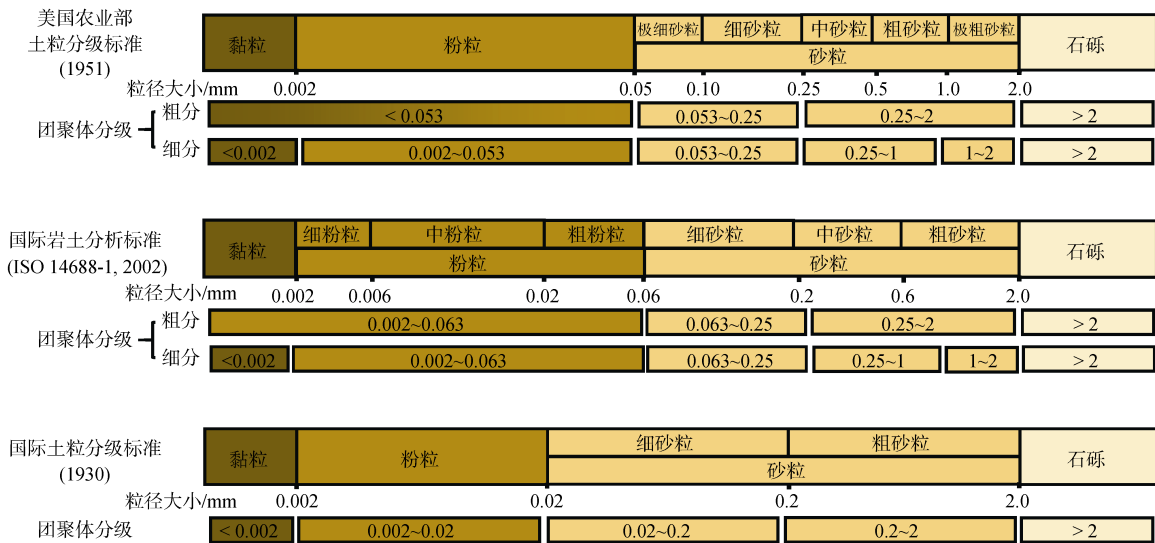 美国农业部
土粒分级标准
(1951)
黏粒
粉粒
极细砂粒
细砂粒
中砂粒
粗砂粒
极粗砂粒
砂粒
石砾
粒径大小/mm
0.002
0.05
0.10
0.25
0.5
1.0
2.0
团聚体分级
粗分
< 0.053
0.053~0.25
0.25~2
> 2
细分
<0.002
0.002~0.053
0.053~0.25
0.25~1
1~2
> 2
国际岩土分析标准
(ISO 14688-1, 2002)
黏粒
细粉粒
中粉粒
粗粉粒
粉粒
细砂粒
中砂粒
粗砂粒
砂粒
石砾
粒径大小/mm
0.002
0.006
0.02
0.06
0.2
0.6
2.0
团聚体分级
粗分
0.002~0.063
0.063~0.25
0.25~2
> 2
细分
<0.002
0.002~0.063
0.063~0.25
0.25~1
1~2
> 2
国际土粒分级标准
(1930)
黏粒
粉粒
细砂粒
粗砂粒
砂粒
石砾
粒径大小/mm
0.002
0.02
0.2
2.0
团聚体分级
< 0.002
0.002~0.02
0.02~0.2
0.2~2
> 2